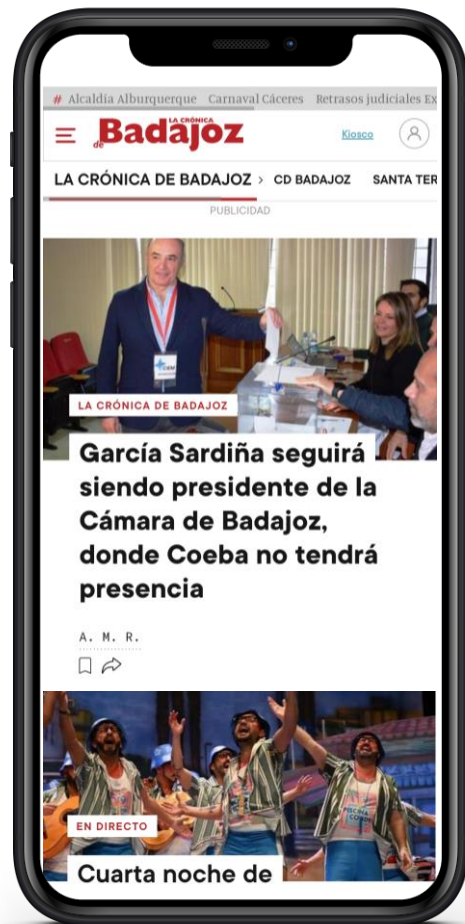 # Alcaldía Alburquerque Carnaval Cáceres Retrasos judiciales Ex
LA CRÓNICA
de Badajoz
Kiosco
LA CRÓNICA DE BADAJOZ > CD BADAJOZ SANTA TER
PUBLICIDAD
LA CRÓNICA DE BADAJOZ
García Sardiña seguirá
siendo presidente de la
Cámara de Badajoz,
donde Coeba no tendrá
presencia
A. M. R.
PISCINA
EN DIRECTO
Cuarta noche de